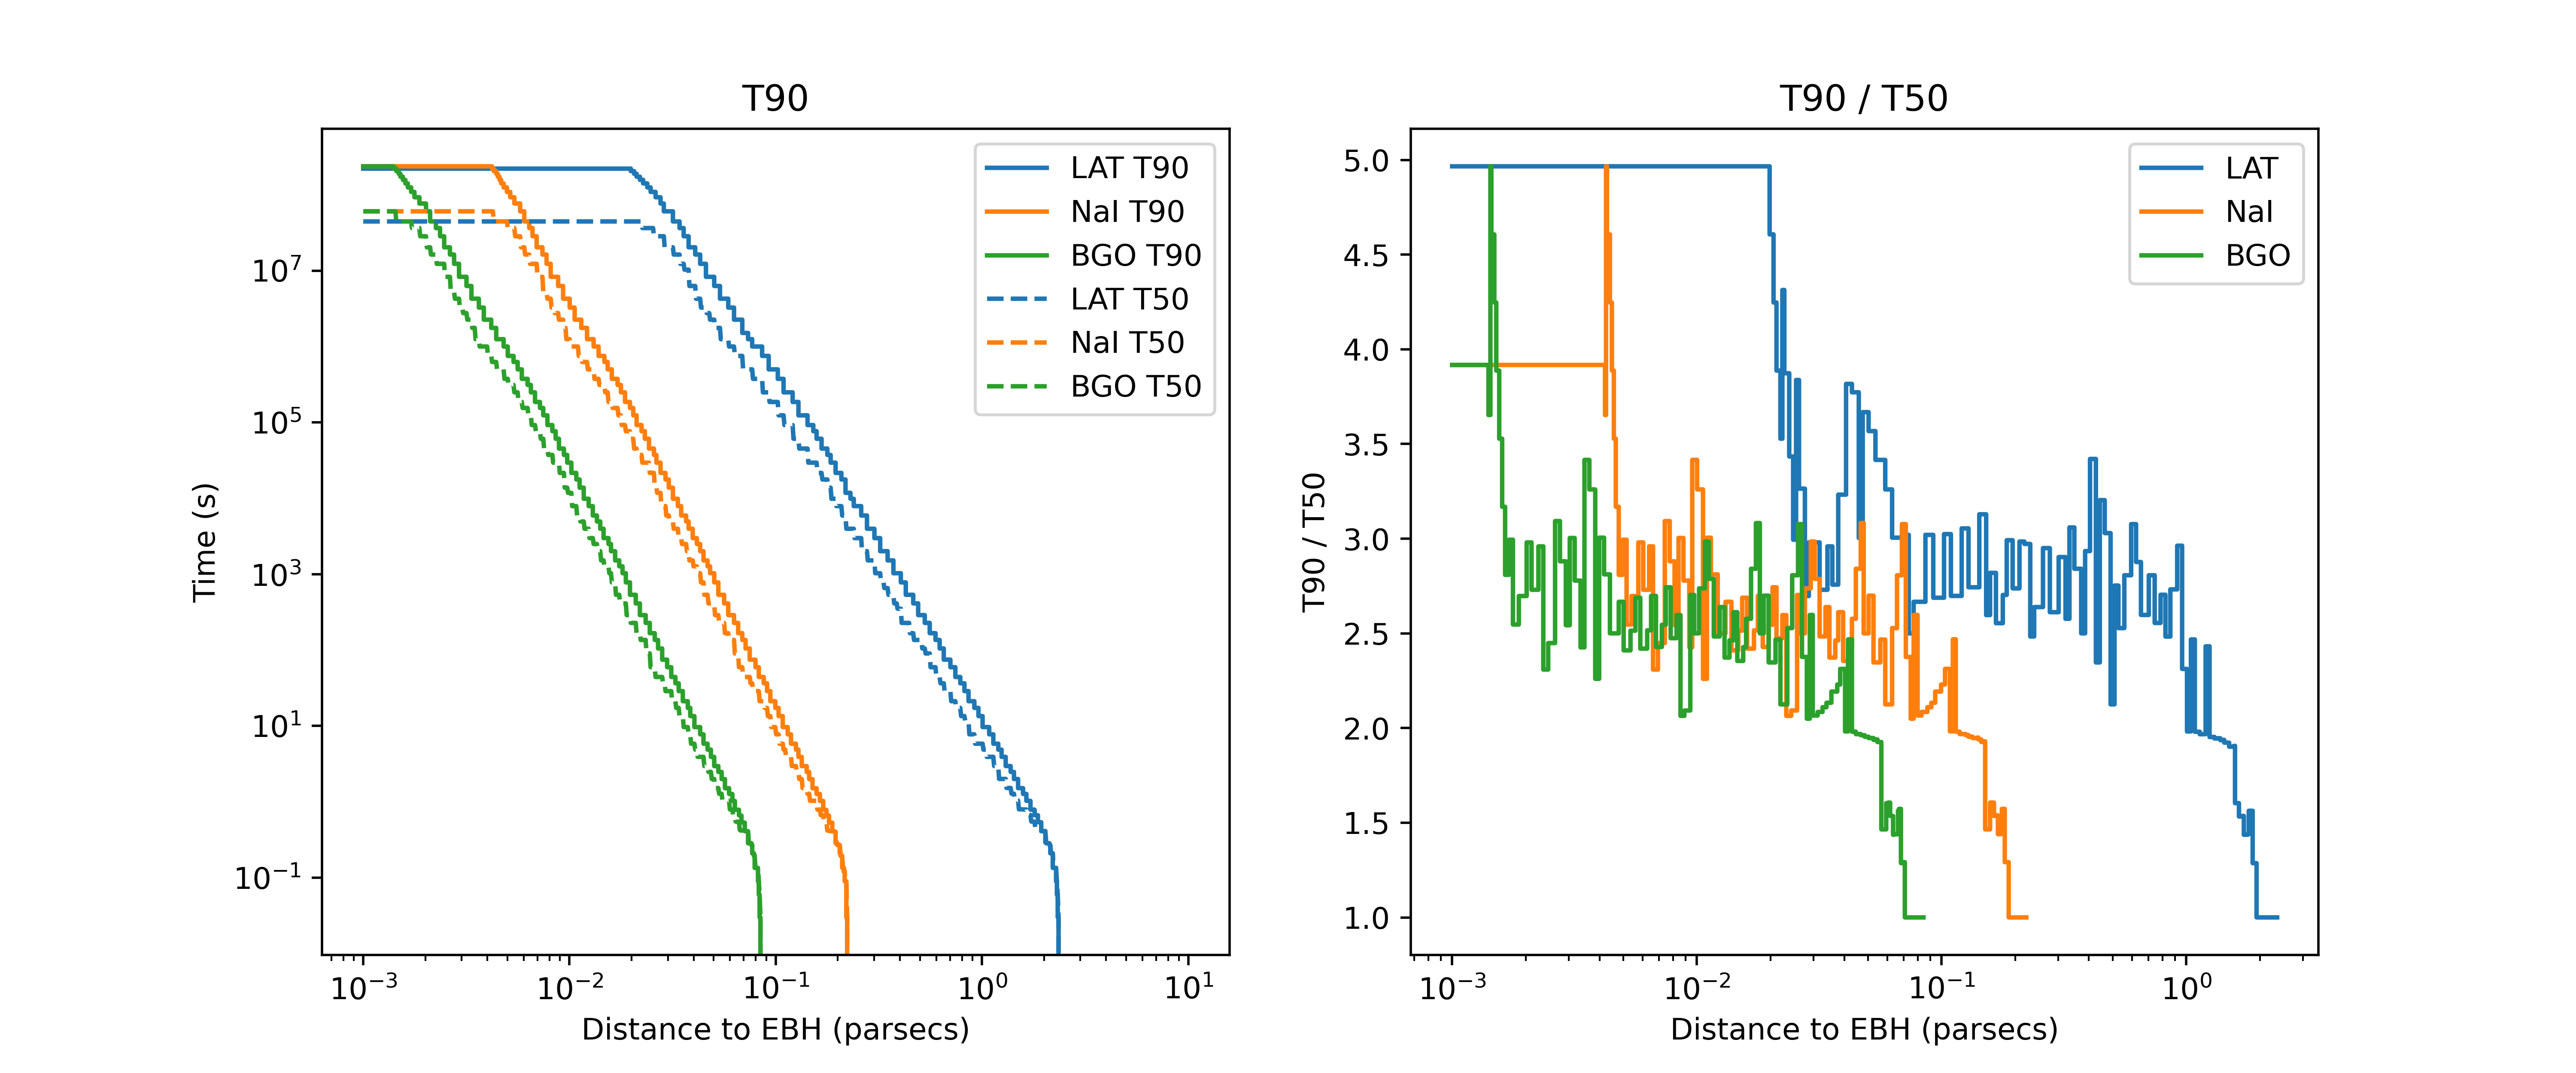 T90
Time (s)
10⁷
10⁵
10³
10¹
10⁻¹
LAT T90
NaI T90
BGO T90
LAT T50
NaI T50
BGO T50
10⁻³ 10⁻² 10⁻¹ 10⁰ 10¹
Distance to EBH (parsecs)
T90 / T50
T90 / T50
5.0
4.5
4.0
3.5
3.0
2.5
2.0
1.5
1.0
LAT
NaI
BGO
10⁻³ 10⁻² 10⁻¹ 10⁰
Distance to EBH (parsecs)